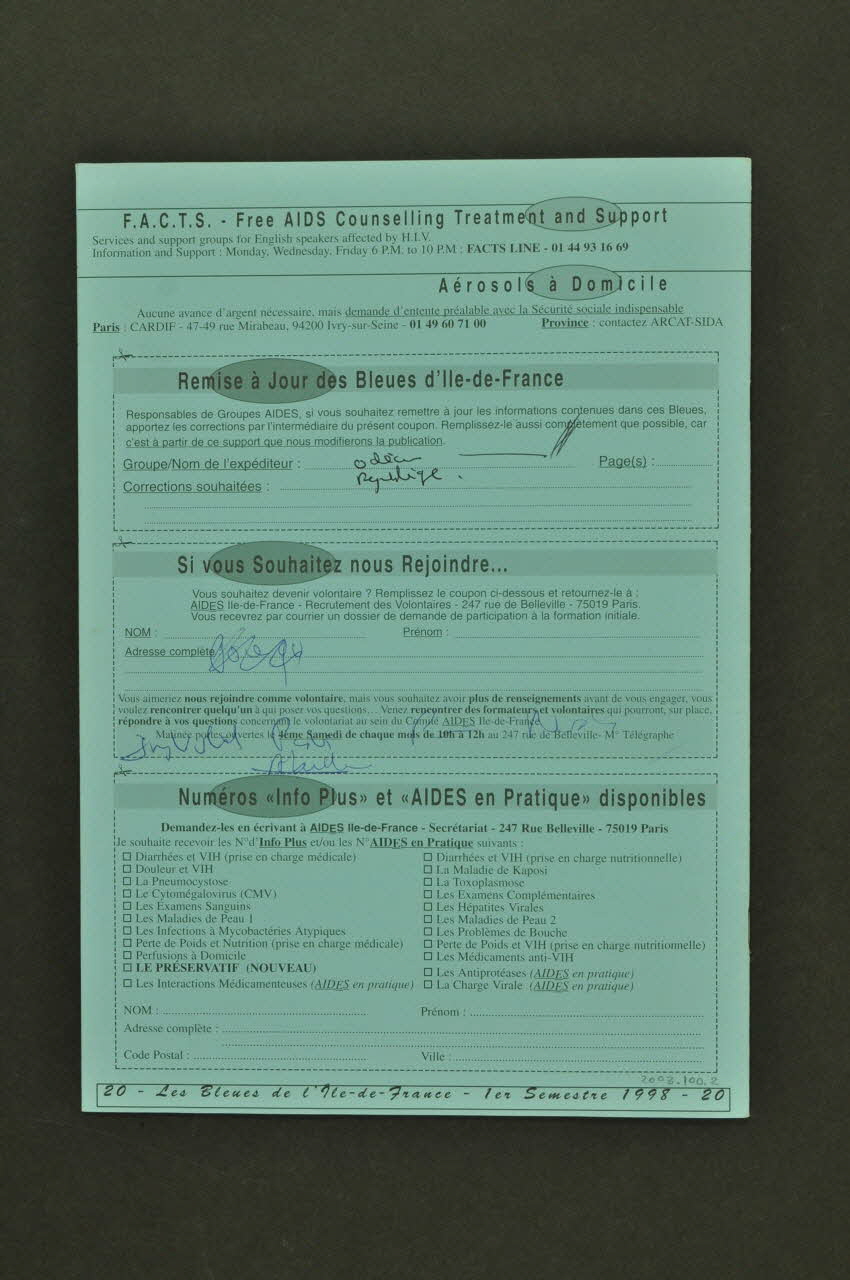 F.A.C.T.S. - Free AIDS Counselling Treatment and Support
Services and support groups for English speakers affected by H.I.V.
Information and Support : Monday, Wednesday, Friday 6 P.M. to 10 P.M : FACTS LINE - 01 44 93 16 69
Aérosols à Domicile
Aucune avance d'argent nécessaire, mais demande d'entente préalable avec la Sécurité sociale indispensable
Paris : CARDIF - 47-49 rue Mirabeau, 94200 Ivry-sur-Seine - 01 49 60 71 00 Province : contactez ARCAT-SIDA
Remise à Jour des Bleues d'Ile-de-France
Responsables de Groupes AIDES, si vous souhaitez remettre à jour les informations contenues dans ces Bleues,
apportez les corrections par l'intermédiaire du présent coupon. Remplissez-le aussi complètement que possible, car
c'est à partir de ce support que nous modifierons la publication.
Groupe/Nom de l'expéditeur : Odéon Page(s) :
République .
Corrections souhaitées :
Si vous Souhaitez nous Rejoindre...
Vous souhaitez devenir volontaire ? Remplissez le coupon ci-dessous et retournez-le à :
AIDES Ile-de-France - Recrutement des Volontaires - 247 rue de Belleville - 75019 Paris.
Vous recevrez par courrier un dossier de demande de participation à la formation initiale.
NOM : Prénom :
Adresse complète :
Vous aimeriez nous rejoindre comme volontaire, mais vous souhaitez avoir plus de renseignements avant de vous engager, vous
voulez rencontrer quelqu'un à qui poser vos questions... Venez rencontrer des formateurs et volontaires qui pourront, sur place,
répondre à vos questions concernant le volontariat au sein du Comité AIDES Ile-de-France
Matinée portes ouvertes le 4ème Samedi de chaque mois de 10h à 12h au 247 rue de Belleville- M° Télégraphe
Numéros «Info Plus» et «AIDES en Pratique» disponibles
Demandez-les en écrivant à AIDES Ile-de-France - Secrétariat - 247 Rue Belleville - 75019 Paris
Je souhaite recevoir les N°d'Info Plus et/ou les N°AIDES en Pratique suivants :
☐ Diarrhées et VIH (prise en charge médicale) ☐ Diarrhées et VIH (prise en charge nutritionnelle)
☐ Douleur et VIH ☐ La Maladie de Kaposi
☐ La Pneumocystose ☐ La Toxoplasmose
☐ Le Cytomégalovirus (CMV) ☐ Les Examens Complémentaires
☐ Les Examens Sanguins ☐ Les Hépatites Virales
☐ Les Maladies de Peau 1 ☐ Les Maladies de Peau 2
☐ Les Infections à Mycobactéries Atypiques ☐ Les Problèmes de Bouche
☐ Perte de Poids et Nutrition (prise en charge médicale) ☐ Perte de Poids et VIH (prise en charge nutritionnelle)
☐ Perfusions à Domicile ☐ Les Médicaments anti-VIH
☐ LE PRÉSERVATIF (NOUVEAU) ☐ Les Antiprotéases (AIDES en pratique)
☐ Les Interactions Médicamenteuses (AIDES en pratique) ☐ La Charge Virale (AIDES en pratique)
NOM : Prénom :
Adresse complète :
Code Postal : Ville :
2003.100.2
20 - Les Bleues de l'Ile-de-France - 1er Semestre 1998 - 20